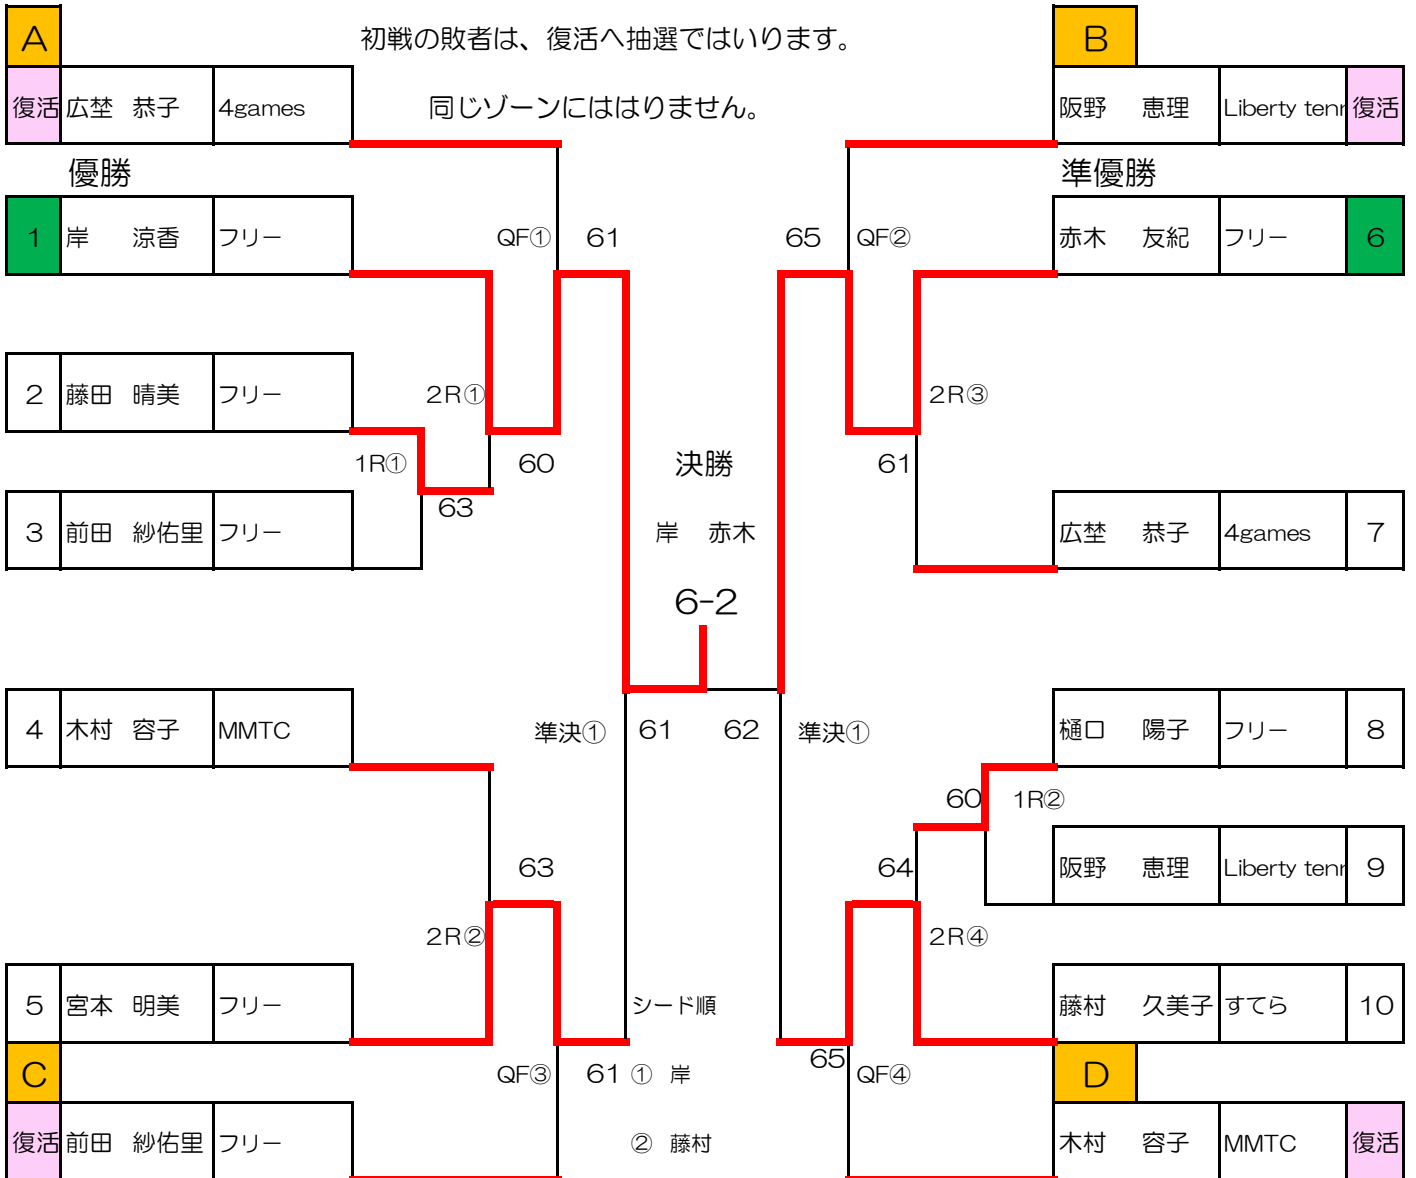 A
初戦の敗者は、復活へ抽選ではいります。
B
復活 広埜 恭子 4games
同じゾーンにははりません。
阪野 恵理 Liberty tenn 復活
優勝
準優勝
1 岸 涼香 フリー
QF① 61
65 QF②
赤木 友紀 フリー 6
2 藤田 晴美 フリー
2R①
2R③
1R①
60
決勝
61
63
3 前田 紗佑里 フリー
岸 赤木
広埜 恭子 4games 7
6-2
4 木村 容子 MMTC
準決① 61 62 準決①
樋口 陽子 フリー 8
60 1R②
63
64
阪野 恵理 Liberty tenn 9
2R②
2R④
5 宮本 明美 フリー
シード順
藤村 久美子 すてら 10
C
QF③ 61 ① 岸
65 QF④
D
復活 前田 紗佑里 フリー
② 藤村
木村 容子 MMTC 復活